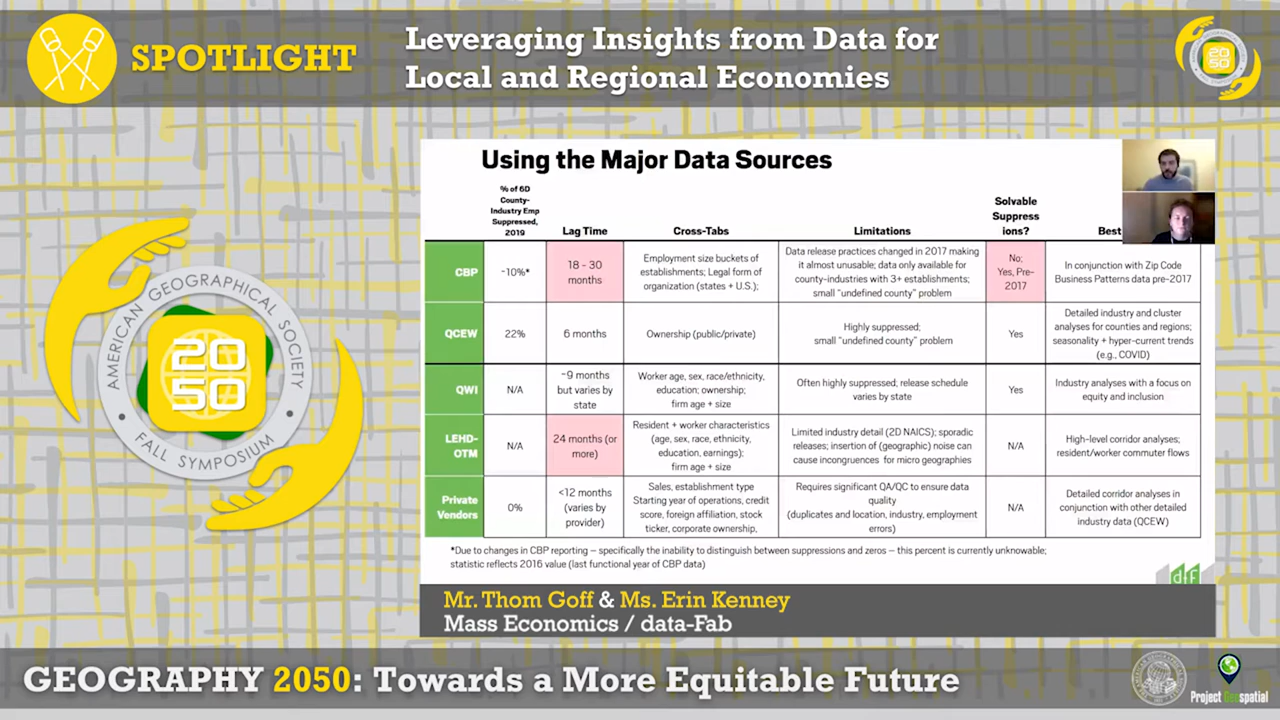 SPOTLIGHT
Leveraging Insights from Data for
Local and Regional Economies
20
50
AMERICAN GEOGRAPHICAL SOCIETY
20
50
FALL SYMPOSIUM
Using the Major Data Sources
% of 6D
County-
Industry Emp
Suppressed,
2019
Lag Time
Cross-Tabs
Limitations
Solvable
Suppress
ions?
Best
CBP
~10%*
18 - 30
months
Employment size buckets of
establishments; Legal form of
organization (states + U.S.);
Data release practices changed in 2017 making
it almost unusable; data only available for
county-industries with 3+ establishments;
small "undefined county" problem
No;
Yes, Pre-
2017
In conjunction with Zip Code
Business Patterns data pre-2017
QCEW
22%
6 months
Ownership (public/private)
Highly suppressed;
small "undefined county" problem
Yes
Detailed industry and cluster
analyses for counties and regions;
seasonality + hyper-current trends
(e.g., COVID)
QWI
N/A
~9 months
but varies by
state
Worker age, sex, race/ethnicity,
education; ownership;
firm age + size
Often highly suppressed; release schedule
varies by state
Yes
Industry analyses with a focus on
equity and inclusion
LEHD-
OTM
N/A
24 months (or
more)
Resident + worker characteristics
(age, sex, race, ethnicity,
education, earnings);
firm age + size
Limited industry detail (2D NAICS); sporadic
releases; insertion of (geographic) noise can
cause incongruences for micro geographies
N/A
High-level corridor analyses;
resident/worker commuter flows
Private
Vendors
0%
<12 months
(varies by
provider)
Sales, establishment type
Starting year of operations, credit
score, foreign affiliation, stock
ticker, corporate ownership,
Requires significant QA/QC to ensure data
quality
(duplicates and location, industry, employment
errors)
N/A
Detailed corridor analyses in
conjunction with other detailed
industry data (QCEW)
*Due to changes in CBP reporting – specifically the inability to distinguish between suppressions and zeros – this percent is currently unknowable;
statistic reflects 2016 value (last functional year of CBP data)
dF
Mr. Thom Goff & Ms. Erin Kenney
Mass Economics / data-Fab
GEOGRAPHY 2050: Towards a More Equitable Future
Project Geospatial